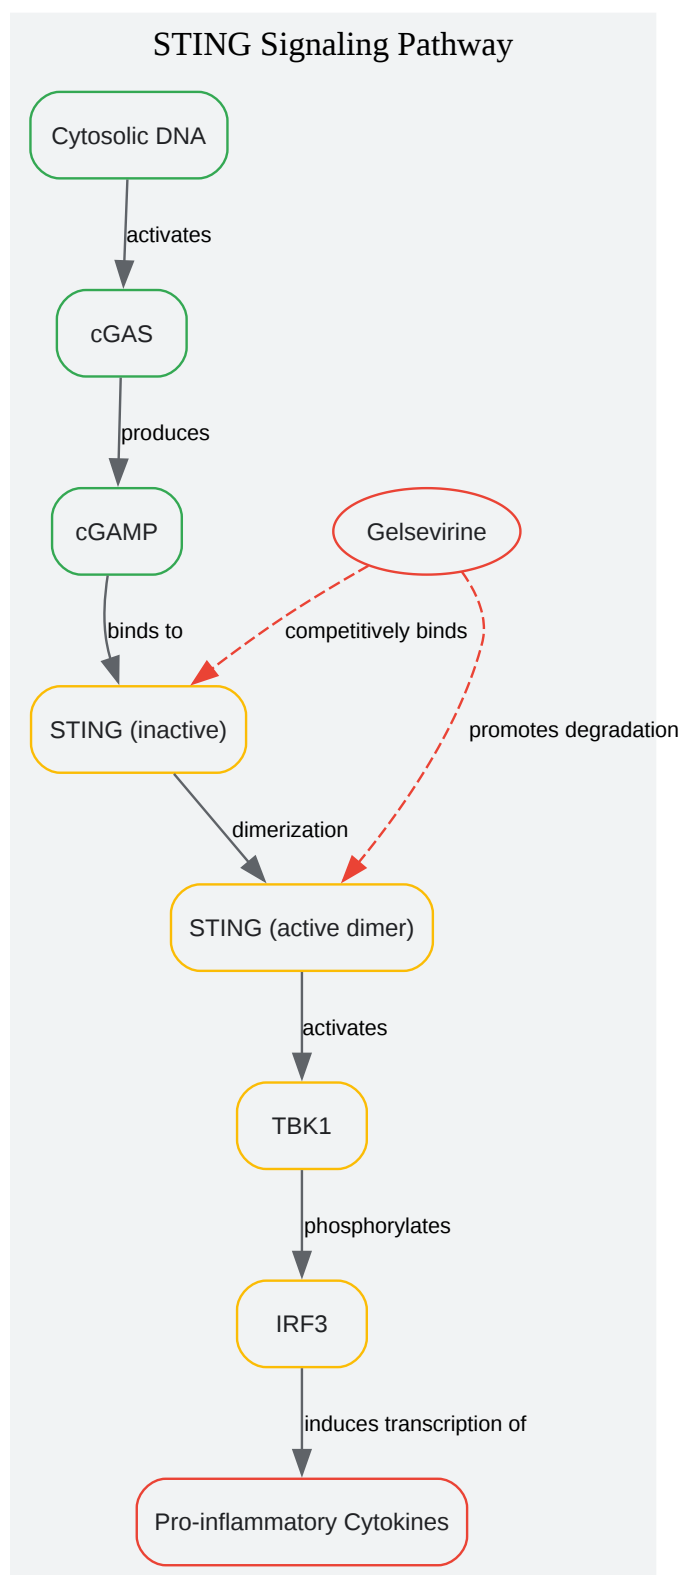 STING Signaling Pathway
Cytosolic DNA
activates
cGAS
produces
cGAMP
Gelsevirine
binds to
competitively binds
STING (inactive)
promotes degradation
dimerization
STING (active dimer)
activates
TBK1
phosphorylates
IRF3
induces transcription of
Pro-inflammatory Cytokines